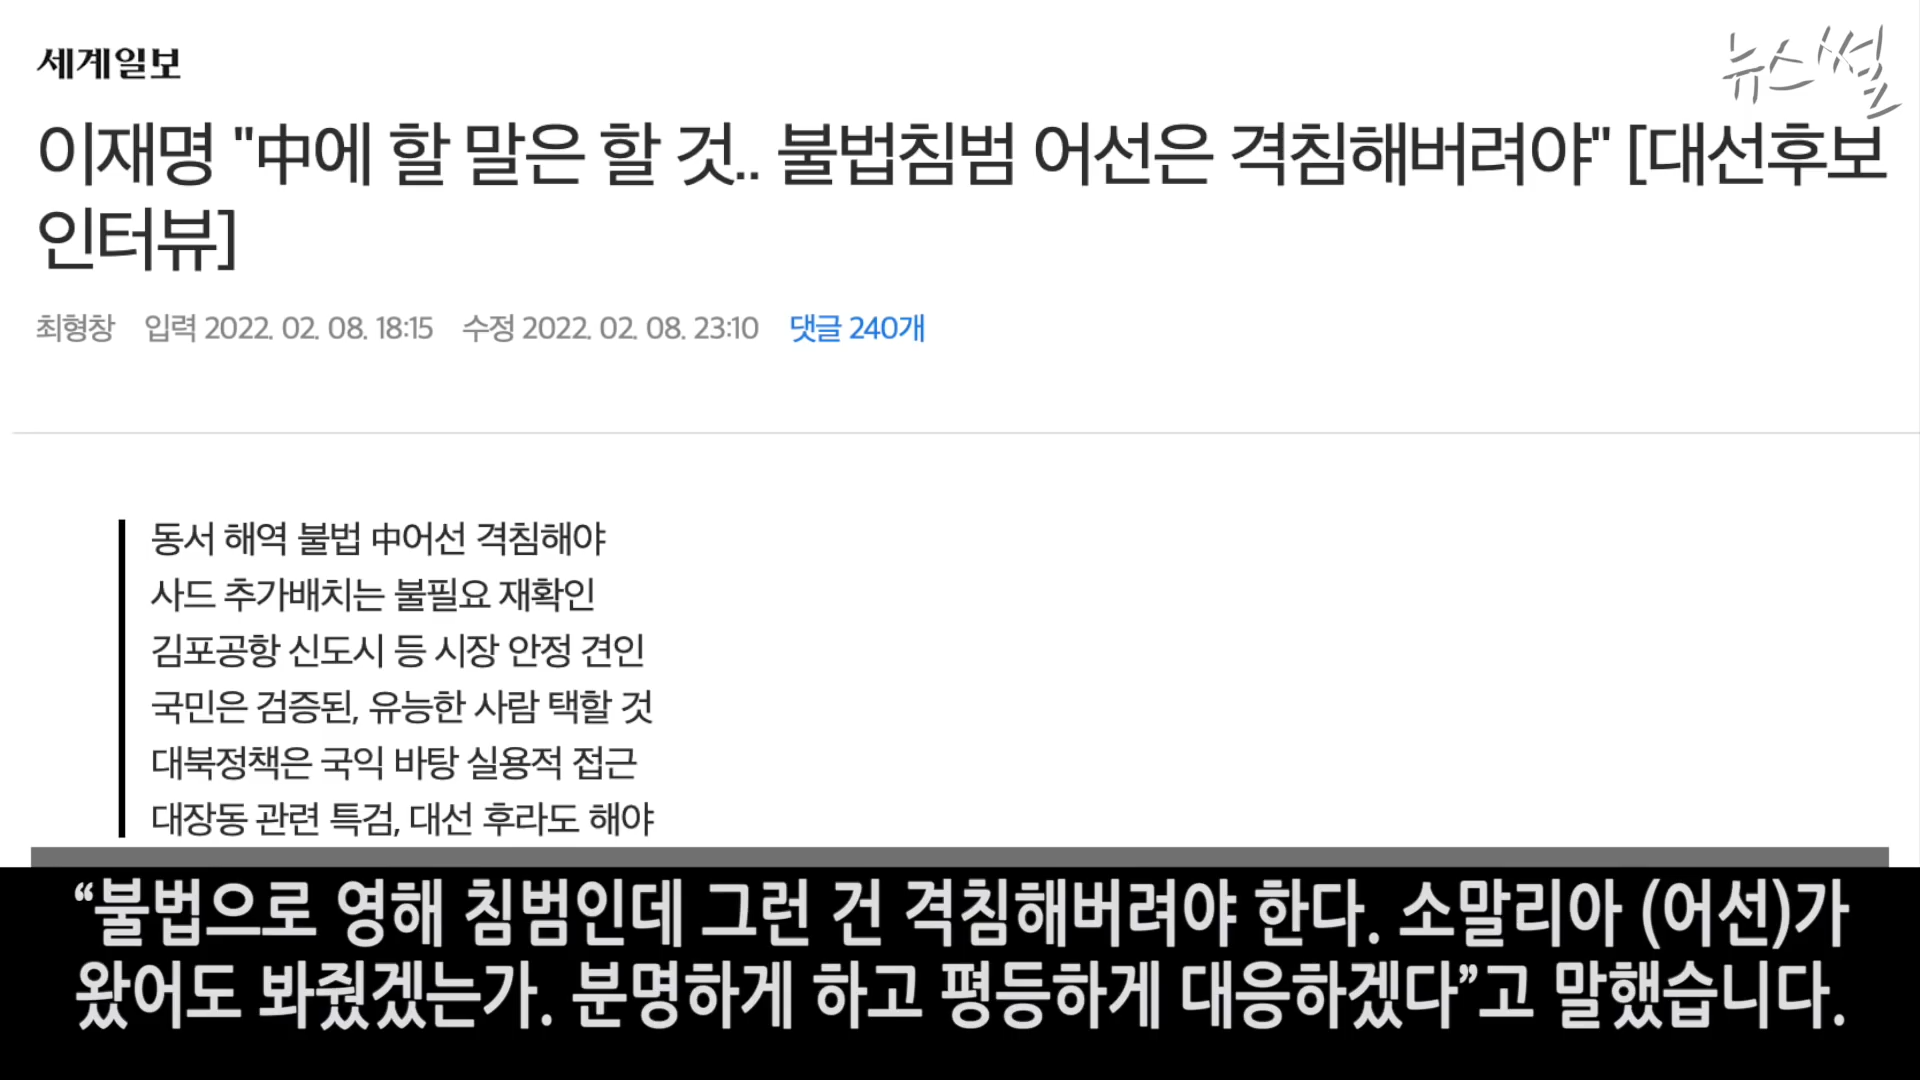 세계일보
뉴스썰
이재명 "中에 할 말은 할 것.. 불법침범 어선은 격침해버려야" [대선후보
인터뷰]
최형창 입력 2022. 02. 08. 18:15 수정 2022. 02. 08. 23:10 댓글 240개
동서 해역 불법 中어선 격침해야
사드 추가배치는 불필요 재확인
김포공항 신도시 등 시장 안정 견인
국민은 검증된, 유능한 사람 택할 것
대북정책은 국익 바탕 실용적 접근
대장동 관련 특검, 대선 후라도 해야
“불법으로 영해 침범인데 그런 건 격침해버려야 한다. 소말리아 (어선)가
왔어도 봐줬겠는가. 분명하게 하고 평등하게 대응하겠다”고 말했습니다.